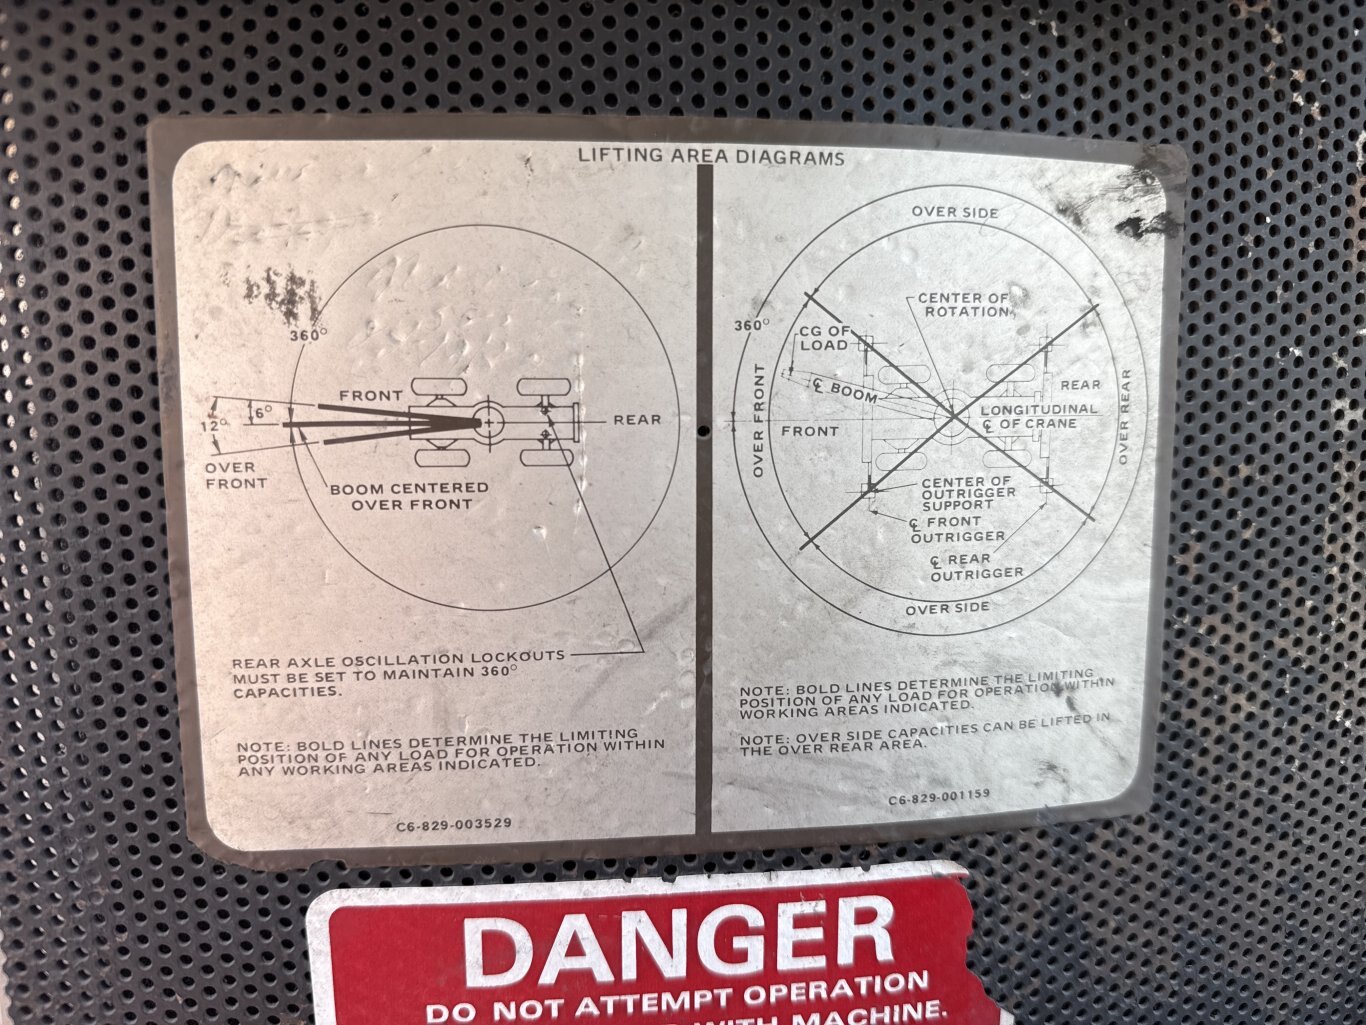 LIFTING AREA DIAGRAMS
360°
FRONT
6°
12°
REAR
OVER
FRONT
BOOM CENTERED
OVER FRONT
REAR AXLE OSCILLATION LOCKOUTS
MUST BE SET TO MAINTAIN 360°
CAPACITIES.
NOTE: BOLD LINES DETERMINE THE LIMITING
POSITION OF ANY LOAD FOR OPERATION WITHIN
ANY WORKING AREAS INDICATED.
C6-829-003529
OVER SIDE
CENTER OF
ROTATION
360°
CG OF
LOAD
℄ BOOM
REAR
OVER FRONT
OVER REAR
LONGITUDINAL
℄ OF CRANE
FRONT
CENTER OF
OUTRIGGER
SUPPORT
℄ FRONT
OUTRIGGER
℄ REAR
OUTRIGGER
OVER SIDE
NOTE: BOLD LINES DETERMINE THE LIMITING
POSITION OF ANY LOAD FOR OPERATION WITHIN
WORKING AREAS INDICATED.
NOTE: OVER SIDE CAPACITIES CAN BE LIFTED IN
THE OVER REAR AREA.
C6-829-001159
DANGER
DO NOT ATTEMPT OPERATION
WITH MACHINE.